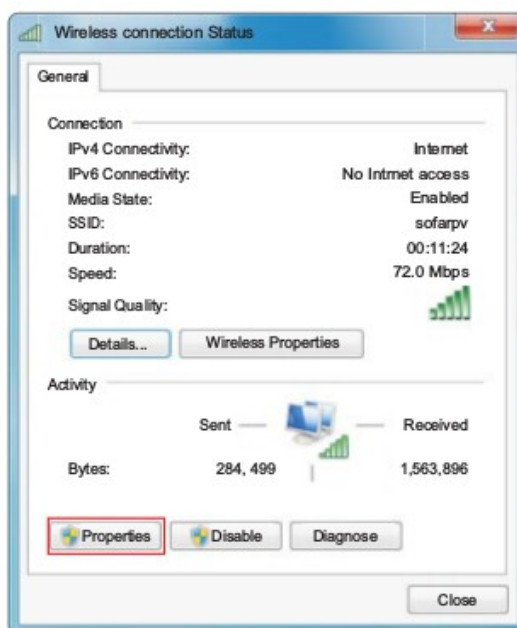 Wireless connection Status
General
Connection
IPv4 Connectivity: Internet
IPv6 Connectivity: No Intrnet access
Media State: Enabled
SSID: sofarpv
Duration: 00:11:24
Speed: 72.0 Mbps
Signal Quality:
Details... Wireless Properties
Activity
Sent Received
Bytes: 284, 499 1,563,896
Properties Disable Diagnose
Close